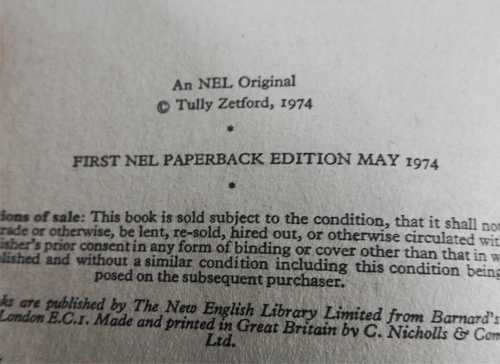 An NEL Original
© Tully Zetford, 1974
*
FIRST NEL PAPERBACK EDITION MAY 1974
*
ions of sale: This book is sold subject to the condition, that it shall not
rade or otherwise, be lent, re-sold, hired out, or otherwise circulated wit
isher's prior consent in any form of binding or cover other than that in w
lished and without a similar condition including this condition being
posed on the subsequent purchaser.
ks are published by The New English Library Limited from Barnard's
London E.C.1. Made and printed in Great Britain by C. Nicholls & Com
Ltd.